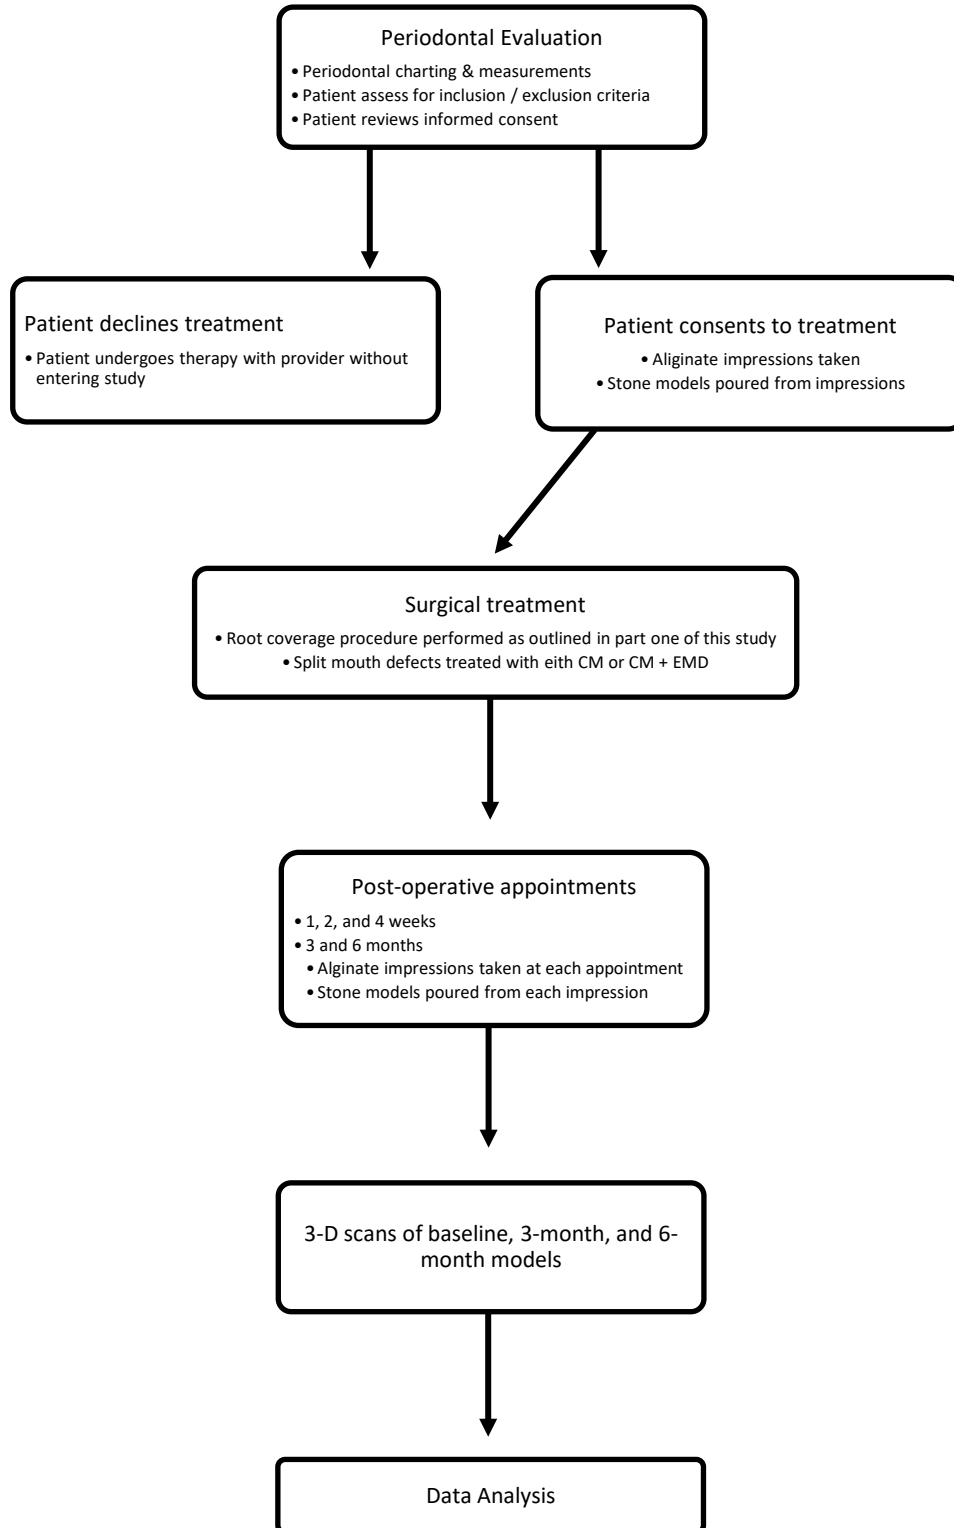 Periodontal Evaluation
• Periodontal charting & measurements
• Patient assess for inclusion / exclusion criteria
• Patient reviews informed consent
Patient declines treatment
• Patient undergoes therapy with provider without
entering study
Patient consents to treatment
• Aliginate impressions taken
• Stone models poured from impressions
Surgical treatment
• Root coverage procedure performed as outlined in part one of this study
• Split mouth defects treated with eith CM or CM + EMD
Post-operative appointments
• 1, 2, and 4 weeks
• 3 and 6 months
• Alginate impressions taken at each appointment
• Stone models poured from each impression
3-D scans of baseline, 3-month, and 6-
month models
Data Analysis